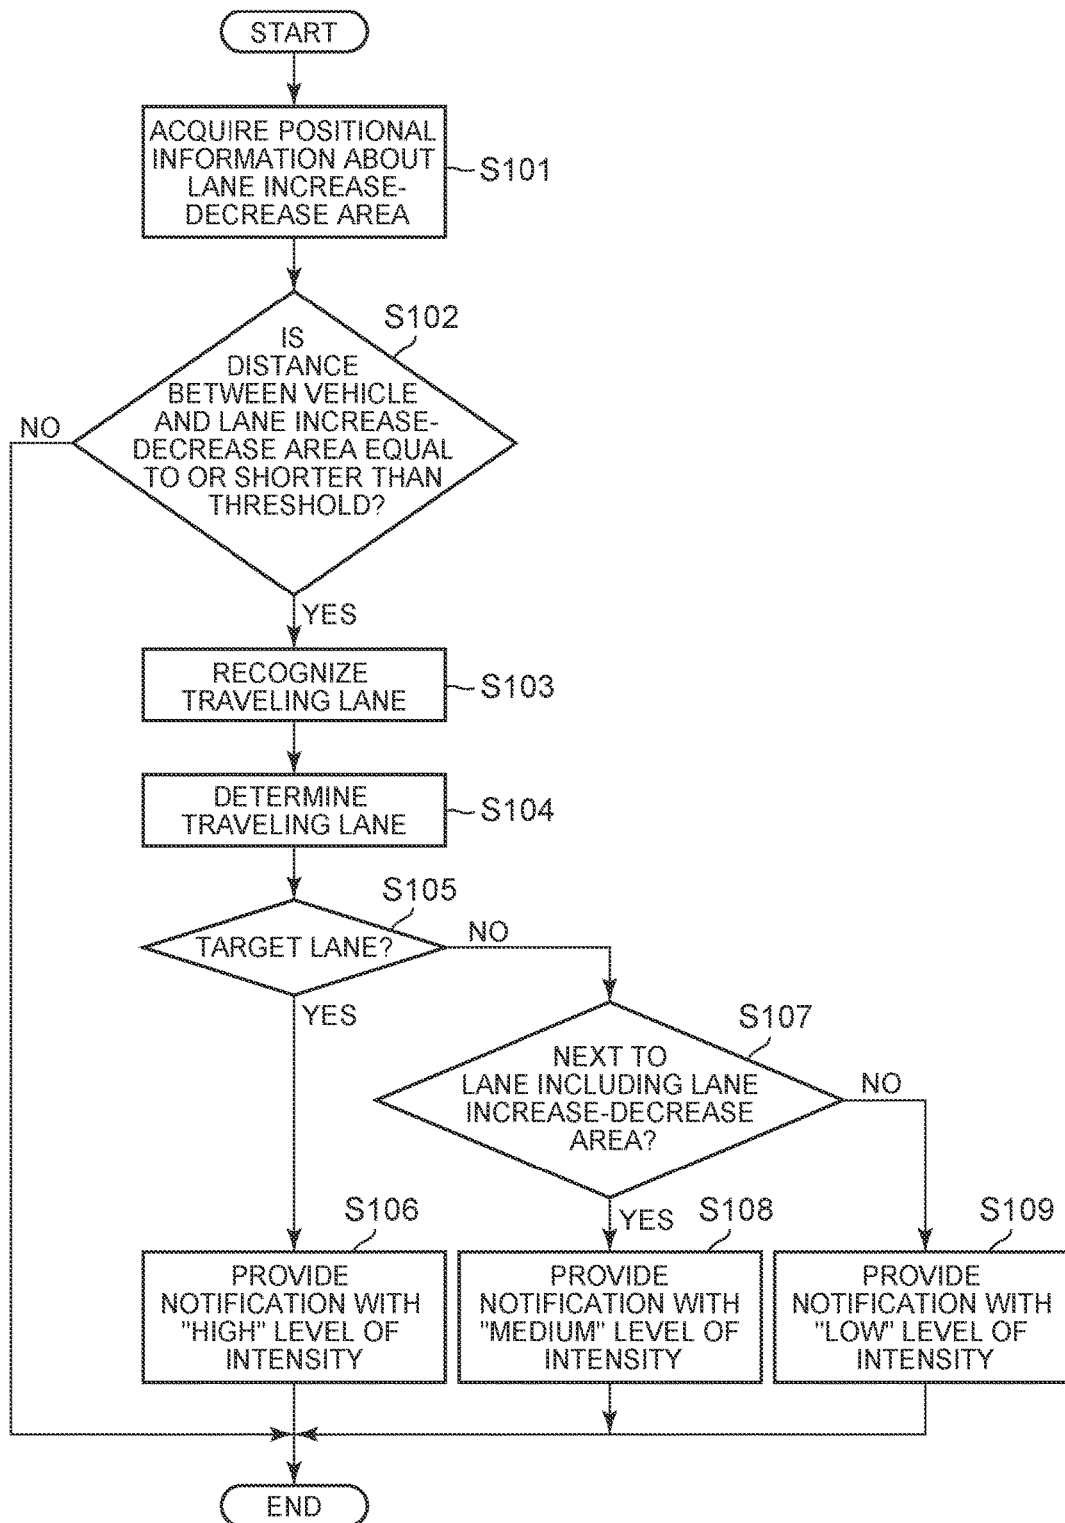 START
ACQUIRE POSITIONAL
INFORMATION ABOUT
LANE INCREASE-
DECREASE AREA
S101
S102
IS
DISTANCE
BETWEEN VEHICLE
AND LANE INCREASE-
DECREASE AREA EQUAL
TO OR SHORTER THAN
THRESHOLD?
NO
YES
RECOGNIZE
TRAVELING LANE
S103
DETERMINE
TRAVELING LANE
S104
S105
TARGET LANE?
NO
YES
S107
NEXT TO
LANE INCLUDING LANE
INCREASE-DECREASE
AREA?
NO
YES
S106
PROVIDE
NOTIFICATION WITH
"HIGH" LEVEL OF
INTENSITY
S108
PROVIDE
NOTIFICATION WITH
"MEDIUM" LEVEL OF
INTENSITY
S109
PROVIDE
NOTIFICATION WITH
"LOW" LEVEL OF
INTENSITY
END